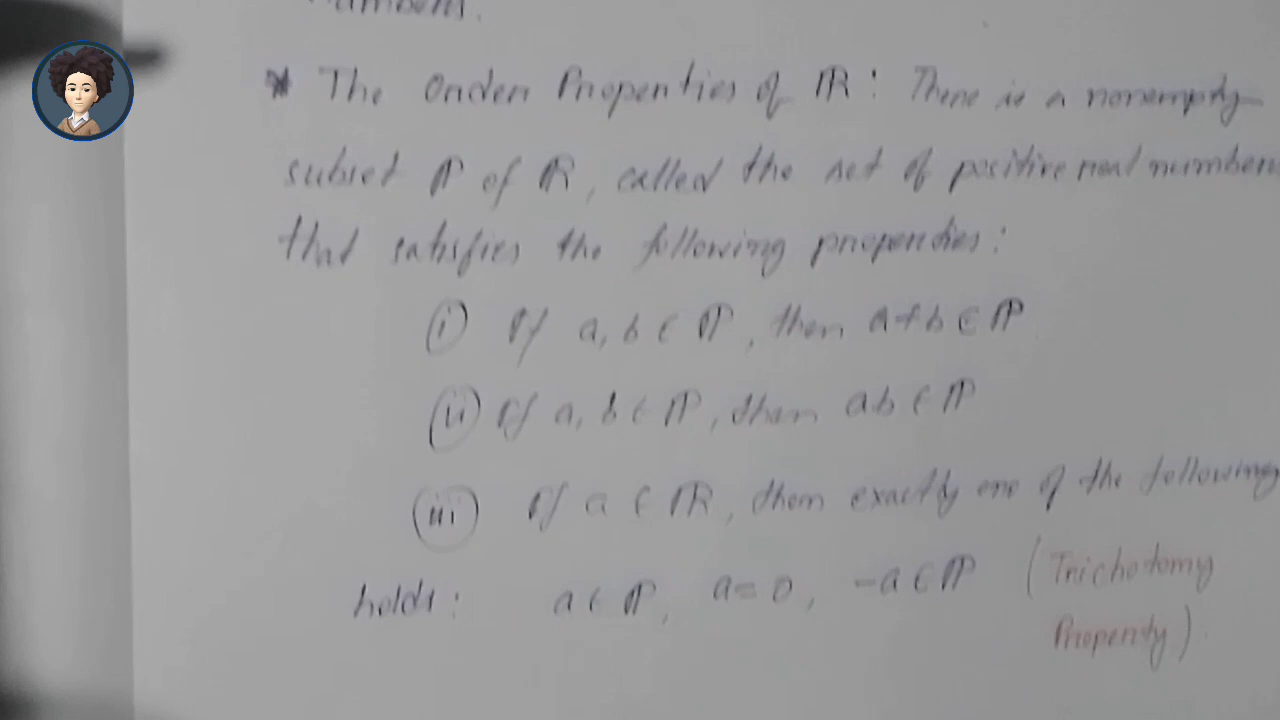 numbers.
* The Order Properties of ℝ: There is a nonempty
subset ℙ of ℝ, called the set of positive real numbers
that satisfies the following properties:
(i) If a, b ∈ ℙ, then a+b ∈ ℙ
(ii) If a, b ∈ ℙ, then ab ∈ ℙ
(iii) If a ∈ ℝ, then exactly one of the following
holds: a ∈ ℙ, a=0, -a ∈ ℙ (Trichotomy
Property).